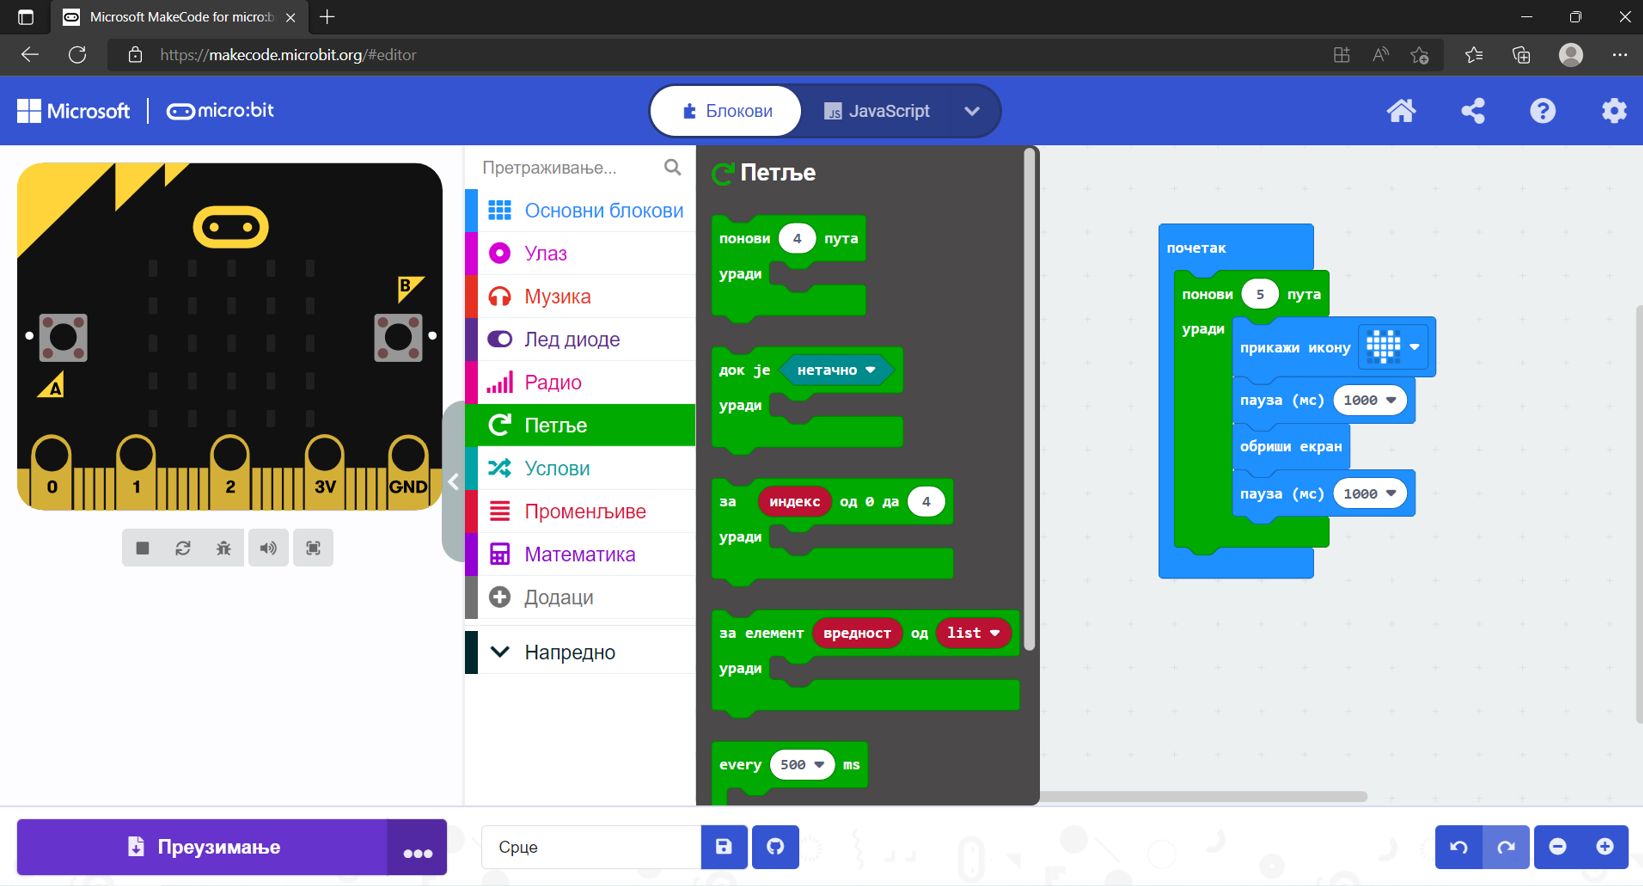 Microsoft MakeCode for micro:b
https://makecode.microbit.org/#editor
Microsoft
micro:bit
Блокови
JavaScript
B
A
0 1 2 3V GND
Претраживање...
Основни блокови
Улаз
Музика
Лед диоде
Радио
Петље
Услови
Променљиве
Математика
Додаци
Напредно
Петље
понови 4 пута
уради
док је нетачно
уради
за индекс од 0 да 4
уради
за елемент вредност од list
уради
every 500 ms
почетак
понови 5 пута
уради
прикажи икону
пауза (мс) 1000
обриши екран
пауза (мс) 1000
Преузимање
Срце